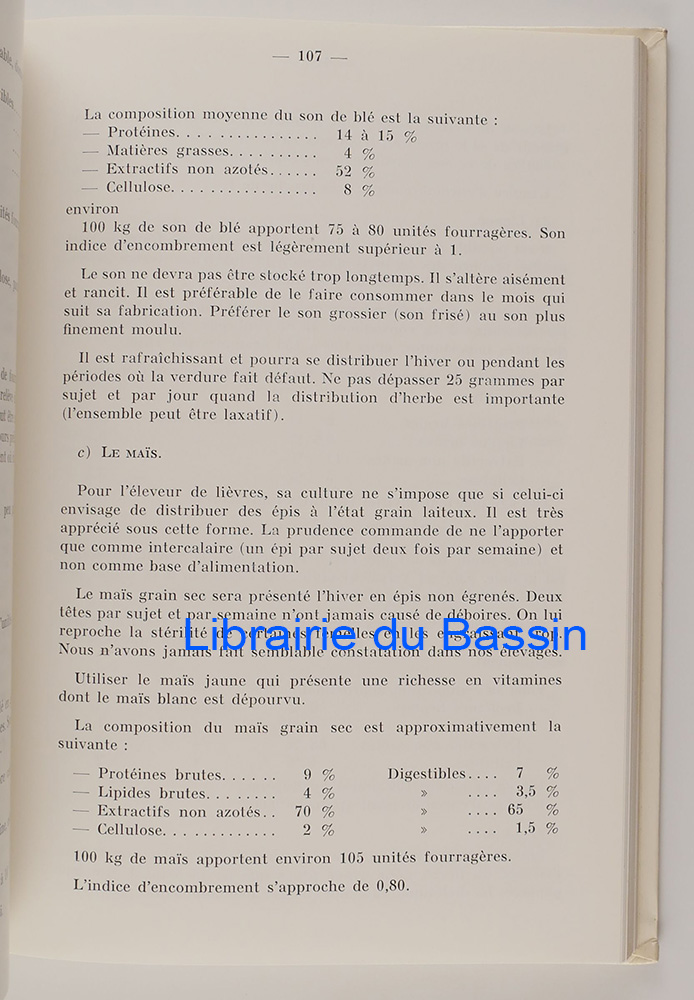 — 107 —
La composition moyenne du son de blé est la suivante :
— Protéines................ 14 à 15 %
— Matières grasses.......... 4 %
— Extractifs non azotés...... 52 %
— Cellulose................. 8 %
environ
100 kg de son de blé apportent 75 à 80 unités fourragères. Son
indice d'encombrement est légèrement supérieur à 1.
Le son ne devra pas être stocké trop longtemps. Il s'altère aisément
et rancit. Il est préférable de le faire consommer dans le mois qui
suit sa fabrication. Préférer le son grossier (son frisé) au son plus
finement moulu.
Il est rafraîchissant et pourra se distribuer l'hiver ou pendant les
périodes où la verdure fait défaut. Ne pas dépasser 25 grammes par
sujet et par jour quand la distribution d'herbe est importante
(l'ensemble peut être laxatif).
c) LE MAÏS.
Pour l'éleveur de lièvres, sa culture ne s'impose que si celui-ci
envisage de distribuer des épis à l'état grain laiteux. Il est très
apprécié sous cette forme. La prudence commande de ne l'apporter
que comme intercalaire (un épi par sujet deux fois par semaine) et
non comme base d'alimentation.
Le maïs grain sec sera présenté l'hiver en épis non égrenés. Deux
têtes par sujet et par semaine n'ont jamais causé de déboires. On lui
reproche la stérilité de certaines femelles en les engraissant trop.
Librairie du Bassin
Nous n'avons jamais fait semblable constatation dans nos élevages.
Utiliser le maïs jaune qui présente une richesse en vitamines
dont le maïs blanc est dépourvu.
La composition du maïs grain sec est approximativement la
suivante :
— Protéines brutes...... 9 % Digestibles.... 7 %
— Lipides brutes........ 4 % » .... 3,5 %
— Extractifs non azotés.. 70 % » .... 65 %
— Cellulose............. 2 % » .... 1,5 %
100 kg de maïs apportent environ 105 unités fourragères.
L'indice d'encombrement s'approche de 0,80.